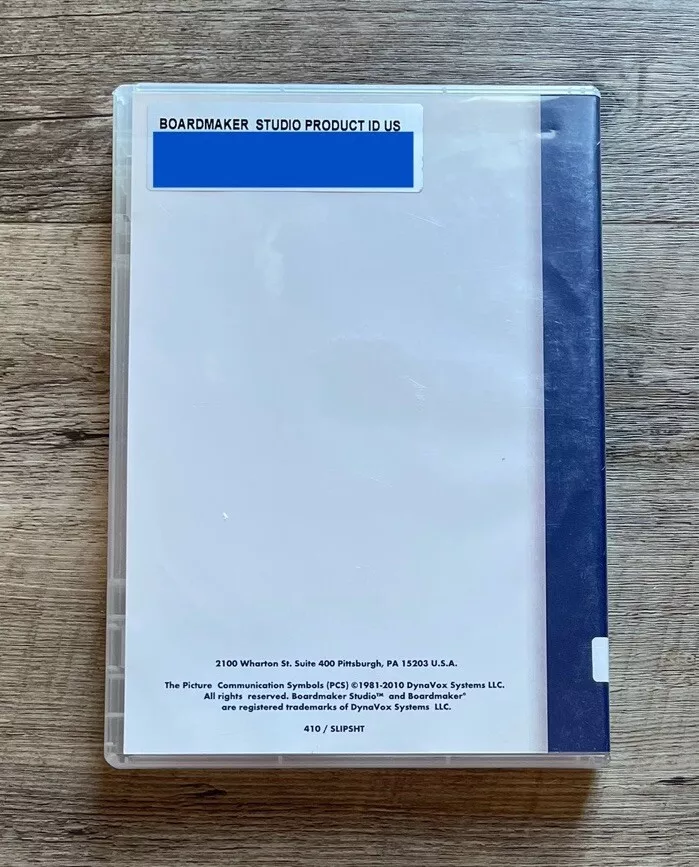 BOARDMAKER STUDIO PRODUCT ID US
2100 Wharton St. Suite 400 Pittsburgh, PA 15203 U.S.A.
The Picture Communication Symbols (PCS) ©1981-2010 DynaVox Systems LLC.
All rights reserved. Boardmaker Studio™ and Boardmaker®
are registered trademarks of DynaVox Systems LLC.
410 / SLIPSHT